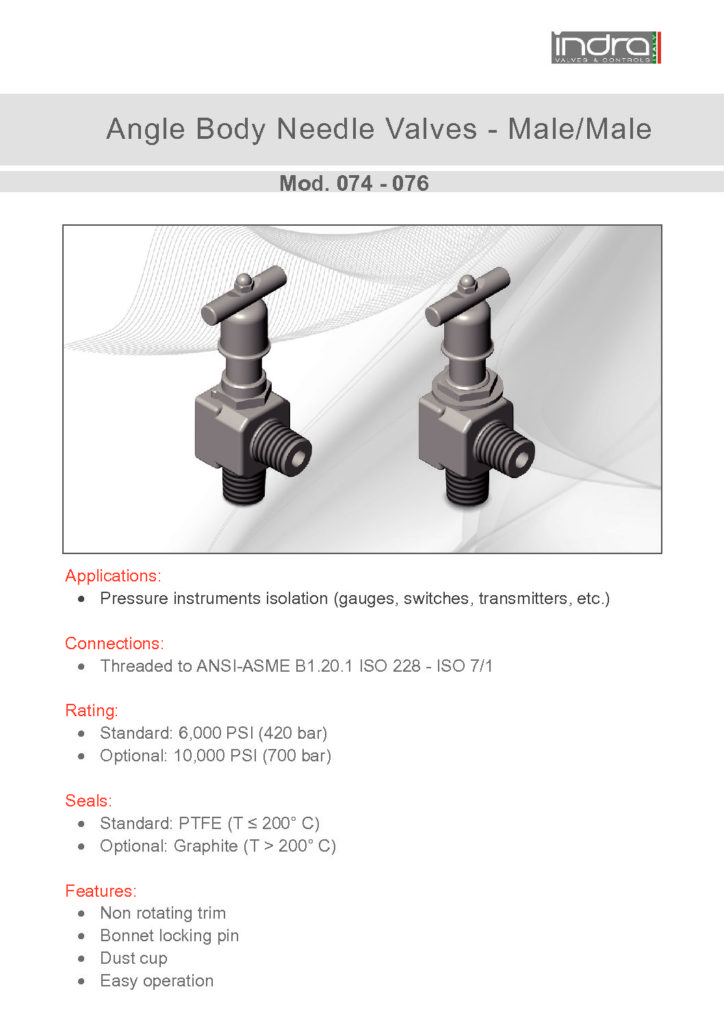 indra
VALVES & CONTROLS
ITALY
Angle Body Needle Valves - Male/Male
Mod. 074 - 076
Applications:
• Pressure instruments isolation (gauges, switches, transmitters, etc.)
Connections:
• Threaded to ANSI-ASME B1.20.1 ISO 228 - ISO 7/1
Rating:
• Standard: 6,000 PSI (420 bar)
• Optional: 10,000 PSI (700 bar)
Seals:
• Standard: PTFE (T ≤ 200° C)
• Optional: Graphite (T > 200° C)
Features:
• Non rotating trim
• Bonnet locking pin
• Dust cup
• Easy operation